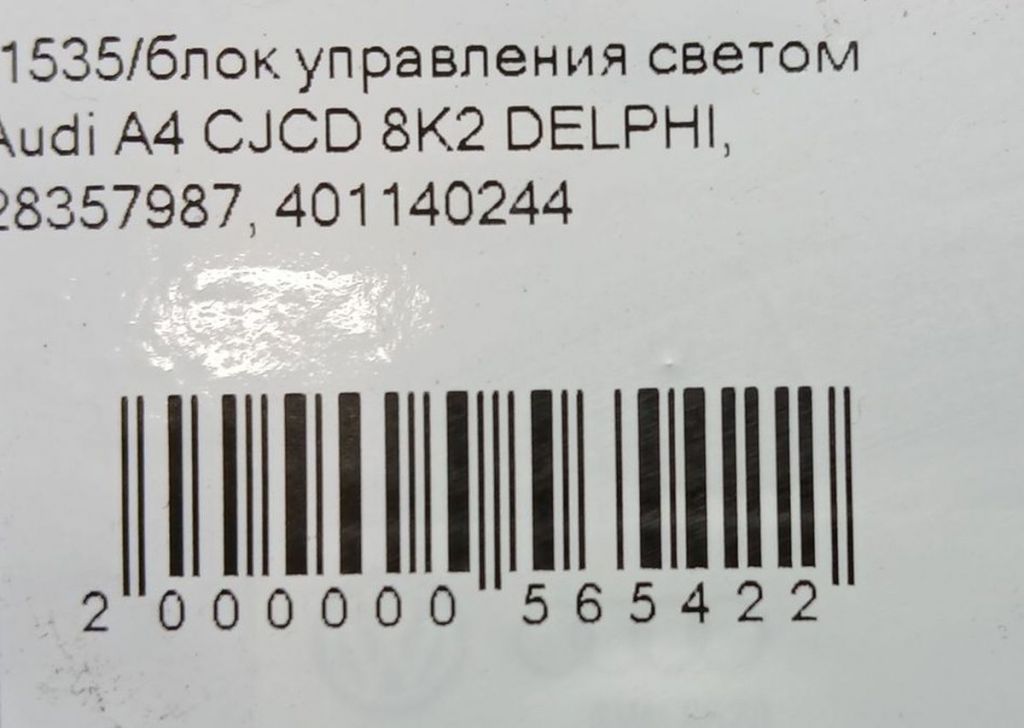 1535/блок управления светом
Audi A4 CJCD 8K2 DELPHI,
28357987, 401140244
2 000000 565422